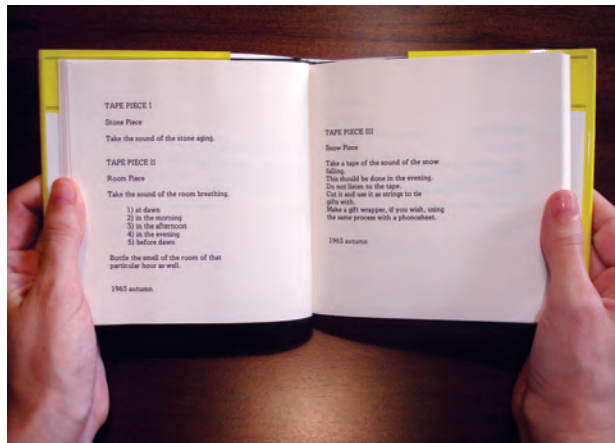 TAPE PIECE I
Stone Piece
Take the sound of the stone aging.
TAPE PIECE II
Room Piece
Take the sound of the room breathing.
1) at dawn
2) in the morning
3) in the afternoon
4) in the evening
5) before dawn
Bottle the smell of the room of that
particular hour as well.
1963 autumn
TAPE PIECE III
Snow Piece
Take a tape of the sound of the snow
falling.
This should be done in the evening.
Do not listen to the tape.
Cut it and use it as strings to tie
gifts with.
Make a gift wrapper, if you wish, using
the same process with a phonosheet.
1963 autumn